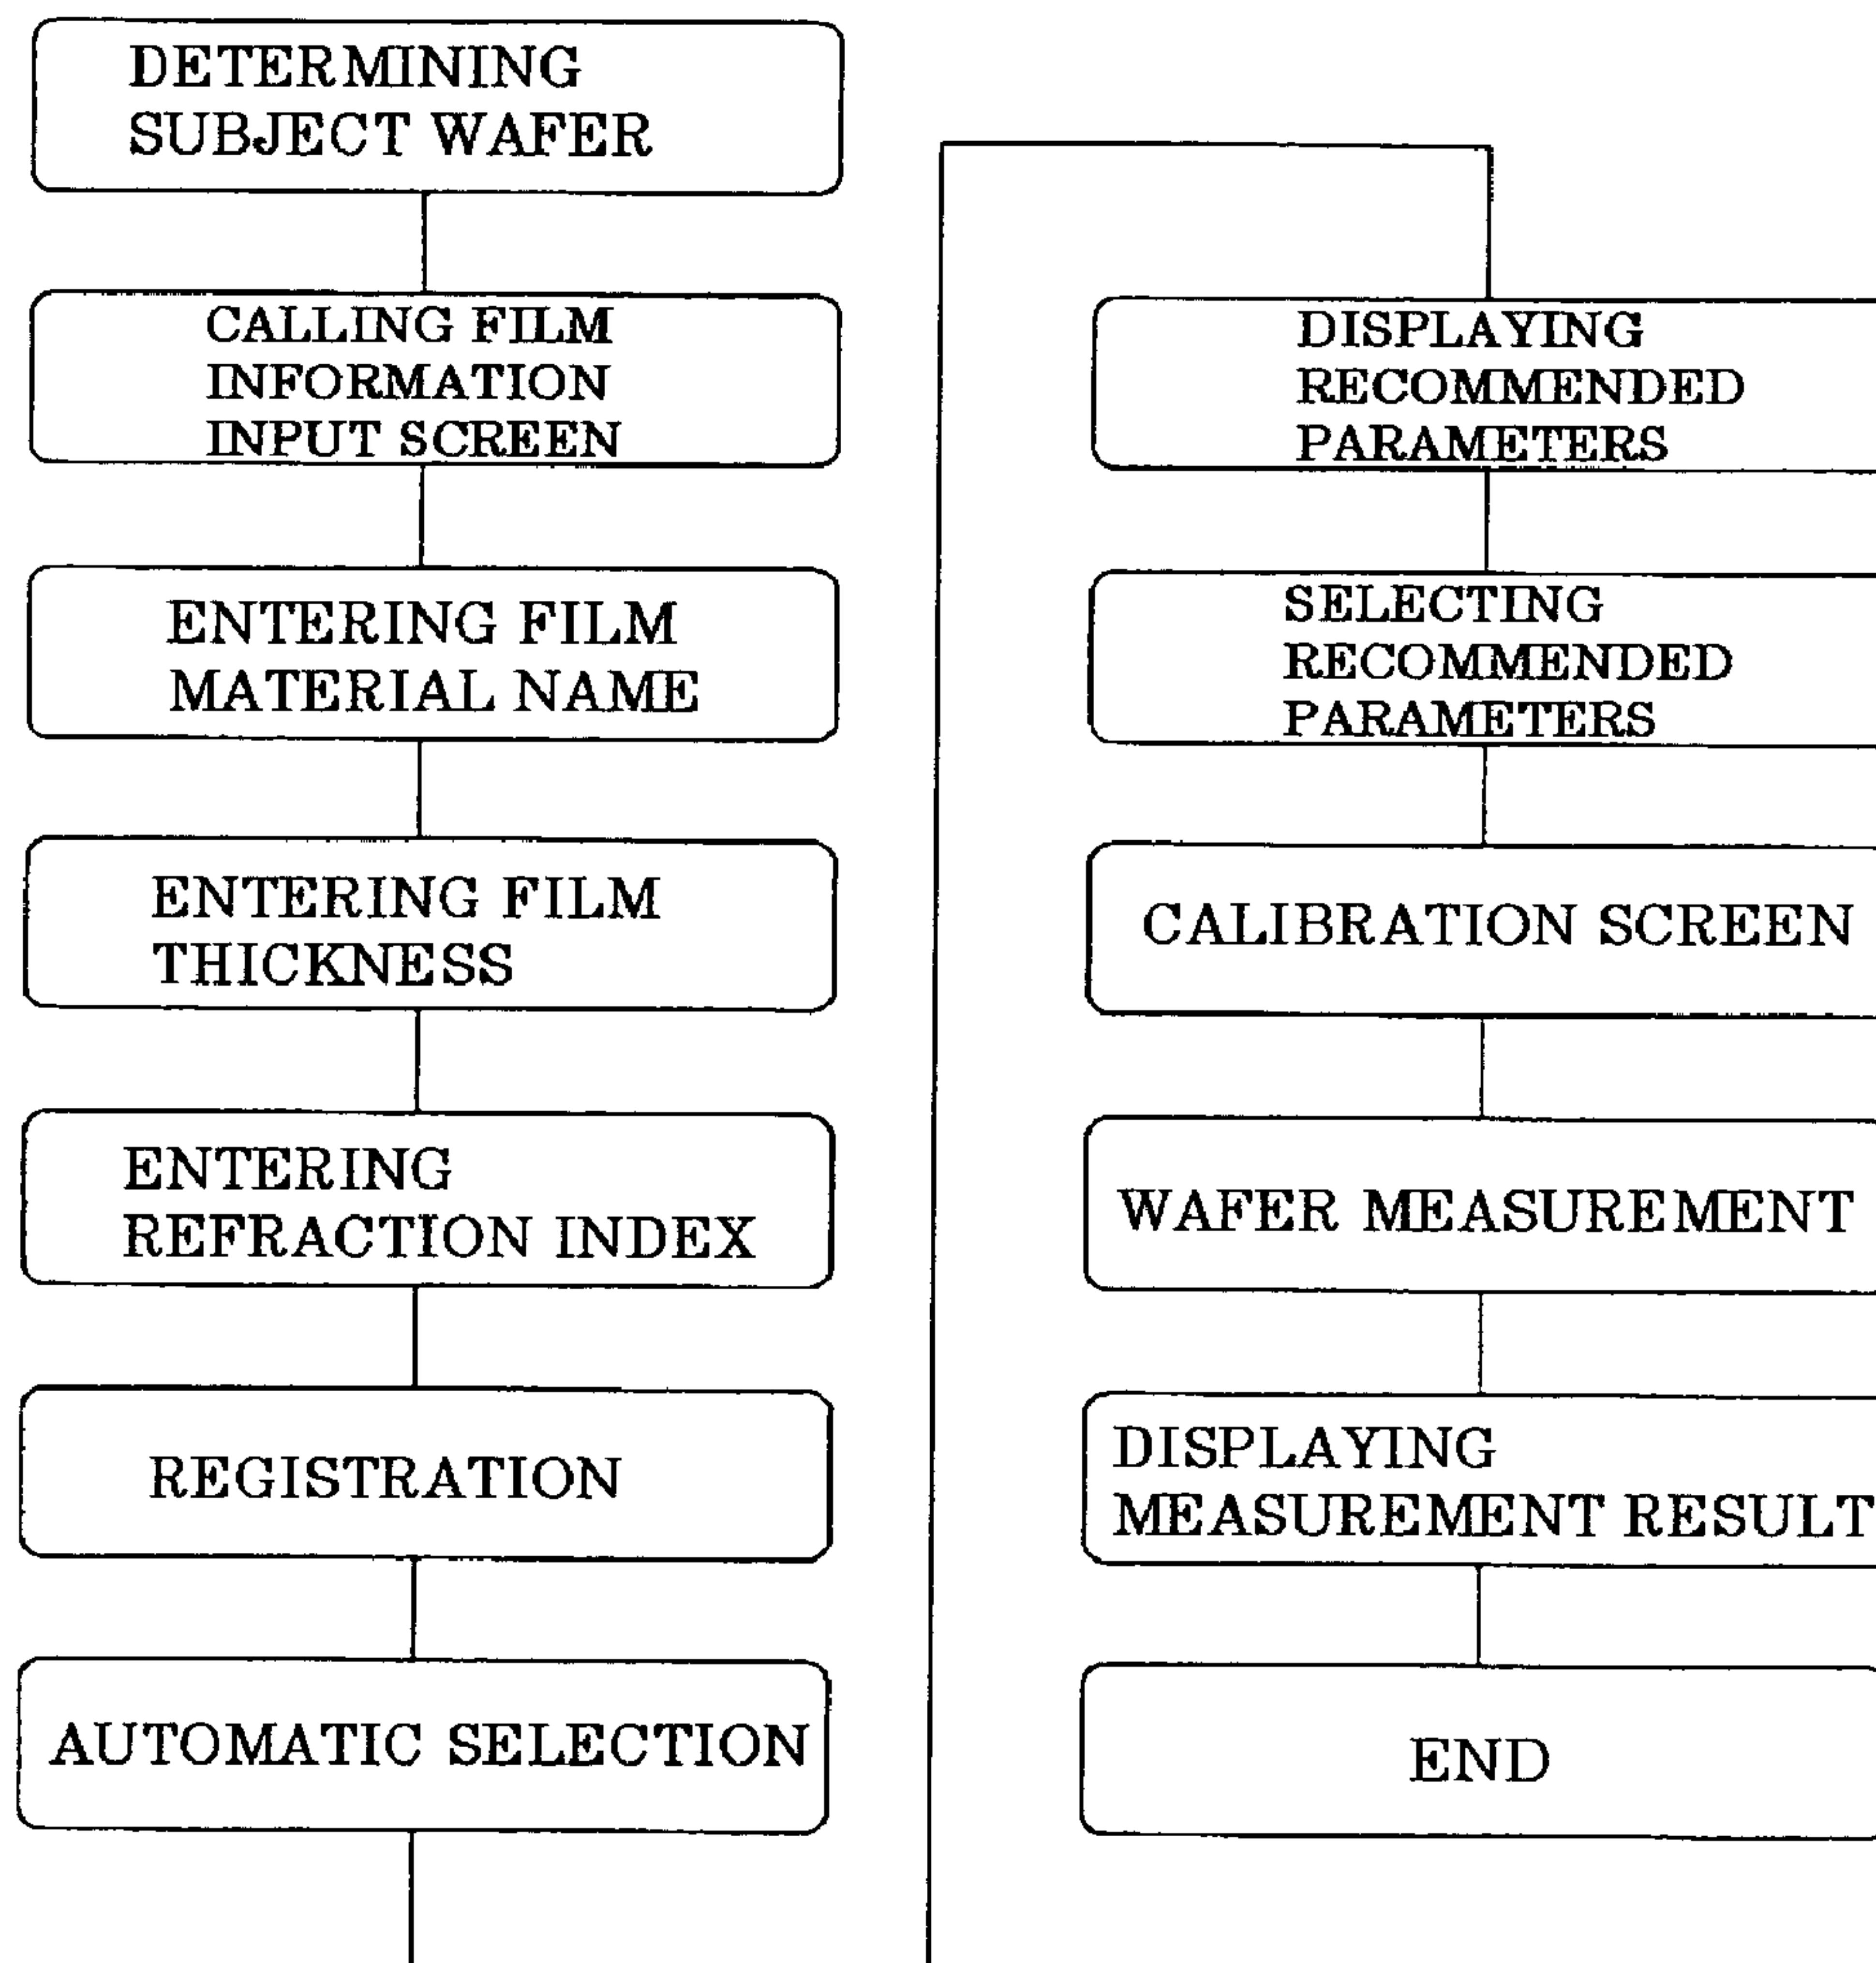 DETERMINING
SUBJECT WAFER
CALLING FILM
INFORMATION
INPUT SCREEN
ENTERING FILM
MATERIAL NAME
ENTERING FILM
THICKNESS
ENTERING
REFRACTION INDEX
REGISTRATION
AUTOMATIC SELECTION
DISPLAYING
RECOMMENDED
PARAMETERS
SELECTING
RECOMMENDED
PARAMETERS
CALIBRATION SCREEN
WAFER MEASUREMENT
DISPLAYING
MEASUREMENT RESULT
END